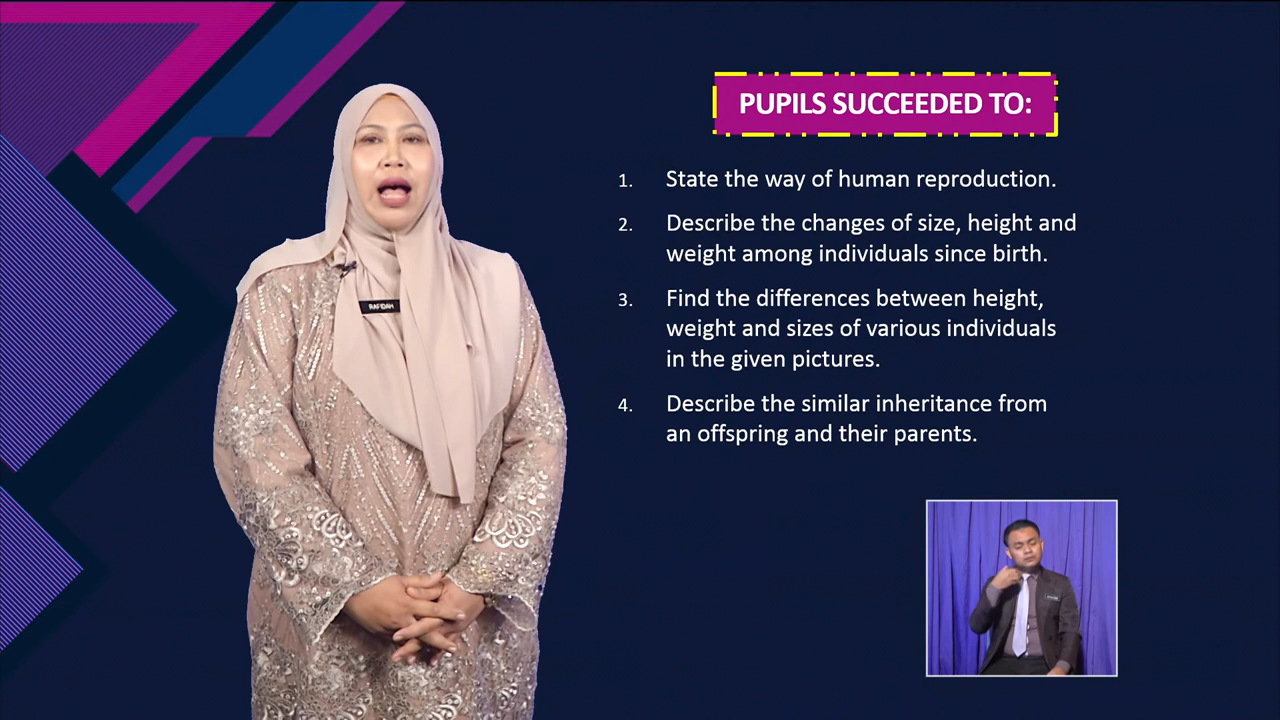 PUPILS SUCCEEDED TO:
1. State the way of human reproduction.
2. Describe the changes of size, height and
weight among individuals since birth.
3. Find the differences between height,
weight and sizes of various individuals
in the given pictures.
4. Describe the similar inheritance from
an offspring and their parents.
RAFIDAH